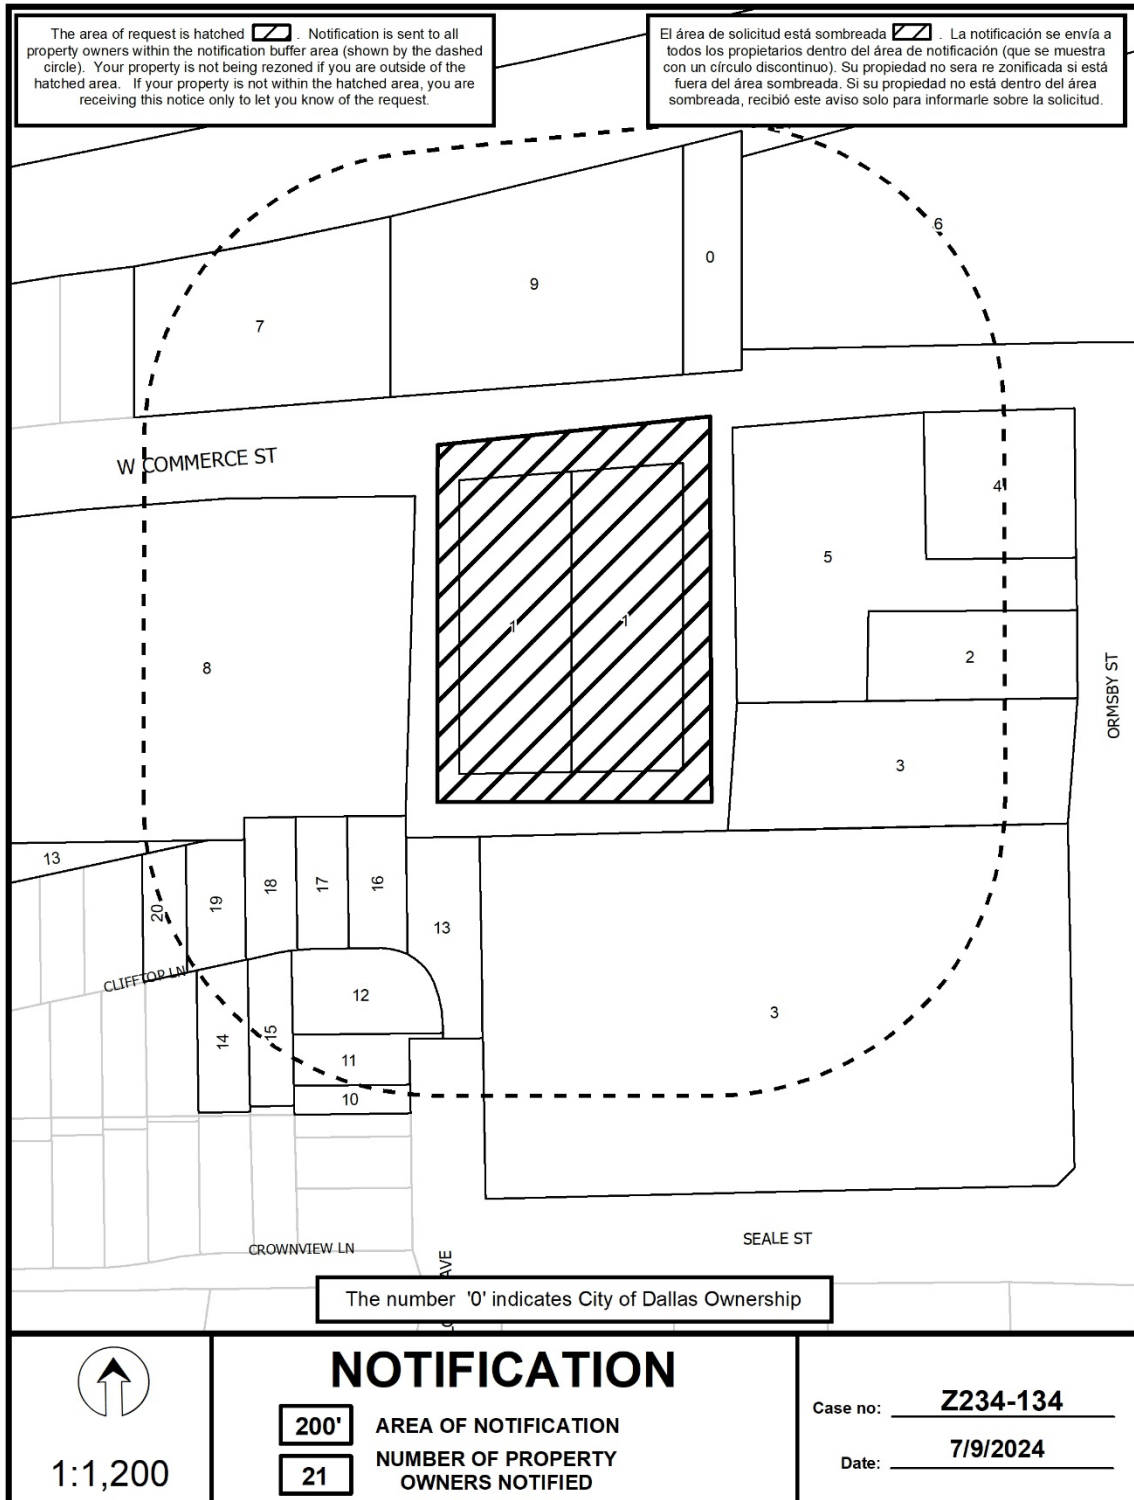 The area of request is hatched . Notification is sent to all
property owners within the notification buffer area (shown by the dashed
circle). Your property is not being rezoned if you are outside of the
hatched area. If your property is not within the hatched area, you are
receiving this notice only to let you know of the request.
El área de solicitud está sombreada . La notificación se envía a
todos los propietarios dentro del área de notificación (que se muestra
con un círculo discontinuo). Su propiedad no sera re zonificada si está
fuera del área sombreada. Si su propiedad no está dentro del área
sombreada, recibió este aviso solo para informarle sobre la solicitud.
6
0
9
7
W COMMERCE ST
4
5
1
1
2
8
ORMSBY ST
3
13
18
17
16
19
20
13
CLIFFTOP LN
12
3
14
15
11
10
SEALE ST
CROWNVIEW LN
AVE
The number '0' indicates City of Dallas Ownership
1:1,200
NOTIFICATION
200' AREA OF NOTIFICATION
21 NUMBER OF PROPERTY
OWNERS NOTIFIED
Case no: Z234-134
Date: 7/9/2024